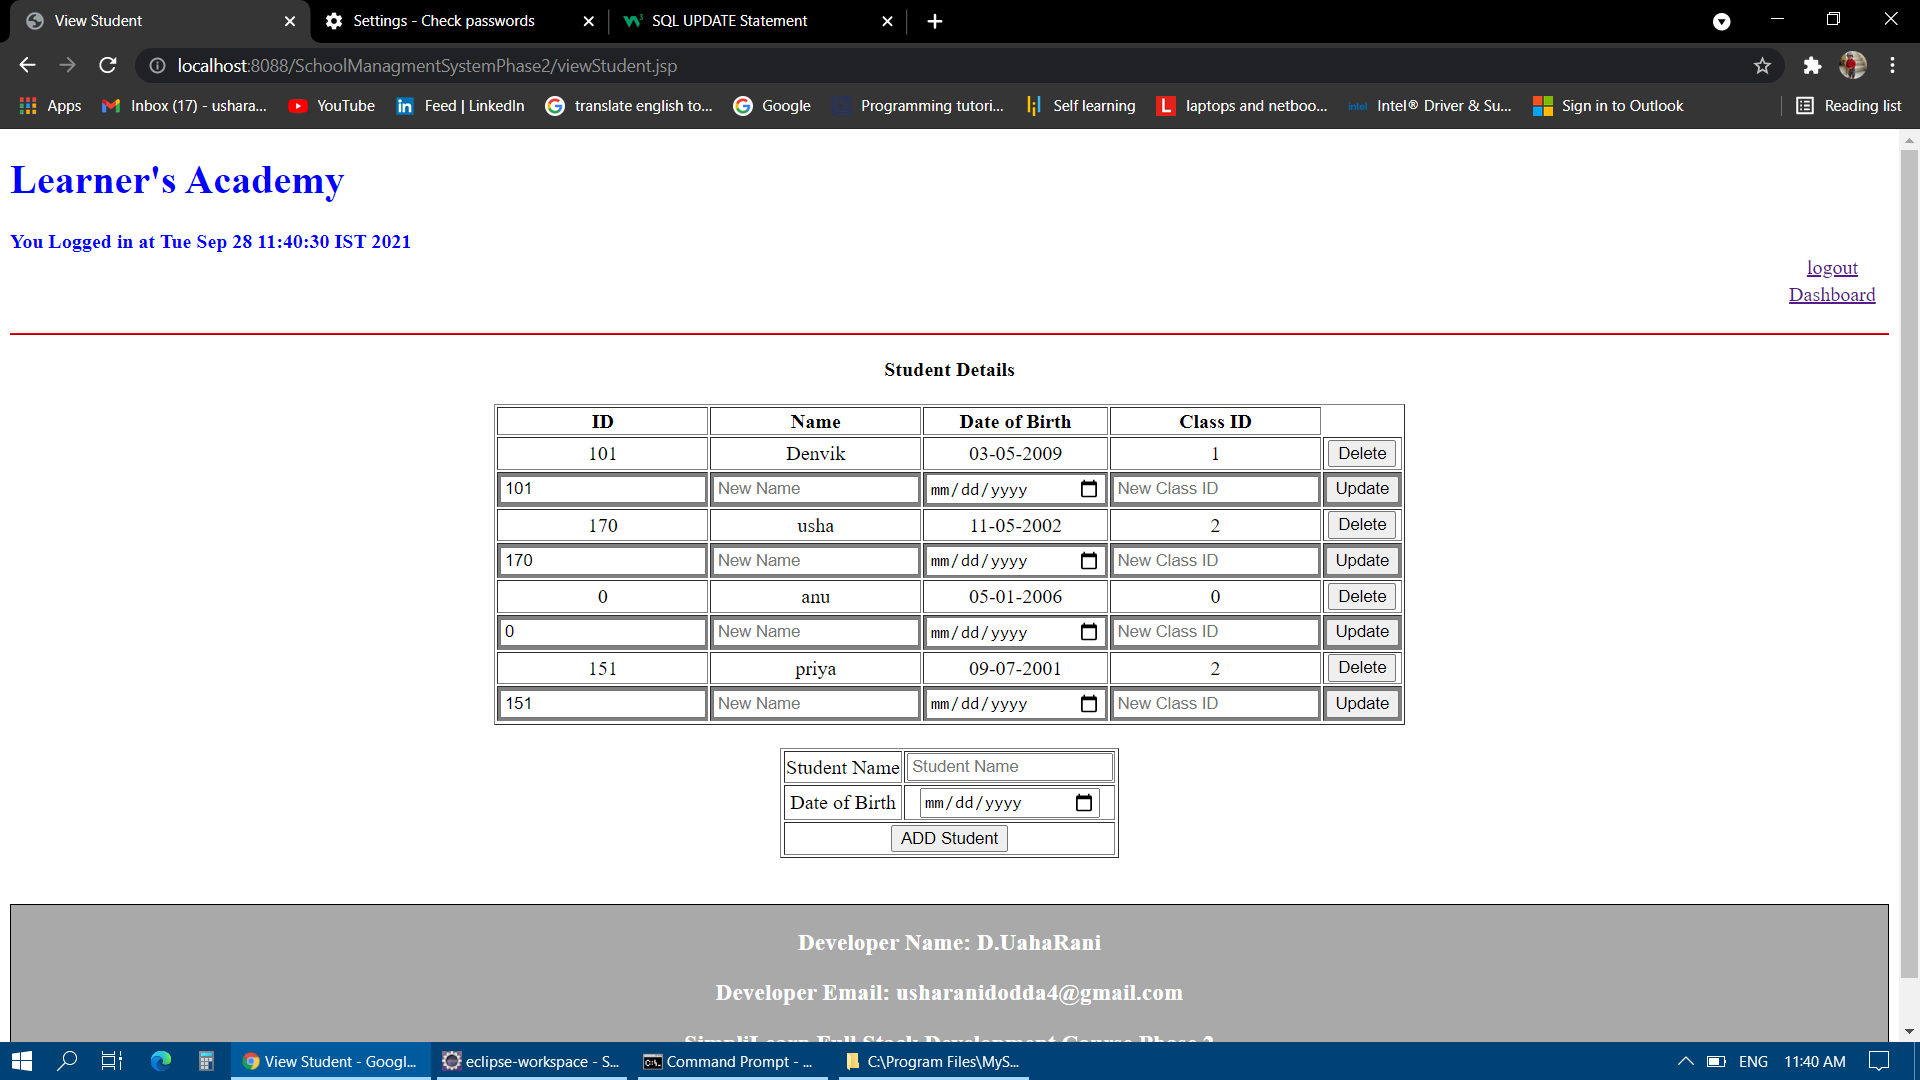 View Student
Settings - Check passwords
SQL UPDATE Statement
localhost:8088/SchoolManagmentSystemPhase2/viewStudent.jsp
Apps
Inbox (17) - ushara...
YouTube
Feed | LinkedIn
translate english to...
Google
Programming tutori...
Self learning
laptops and netboo...
Intel® Driver & Su...
Sign in to Outlook
Reading list
Learner's Academy
You Logged in at Tue Sep 28 11:40:30 IST 2021
logout
Dashboard
Student Details
ID Name Date of Birth Class ID
101 Denvik 03-05-2009 1 Delete
101 New Name mm/dd/yyyy New Class ID Update
170 usha 11-05-2002 2 Delete
170 New Name mm/dd/yyyy New Class ID Update
0 anu 05-01-2006 0 Delete
0 New Name mm/dd/yyyy New Class ID Update
151 priya 09-07-2001 2 Delete
151 New Name mm/dd/yyyy New Class ID Update
Student Name Student Name
Date of Birth mm/dd/yyyy
ADD Student
Developer Name: D.UahaRani
Developer Email: usharanidodda4@gmail.com
SimpliLearn Full Stack Development Course Phase 2
View Student - Googl...
eclipse-workspace - S...
Command Prompt - ...
C:\Program Files\MyS...
ENG
11:40 AM